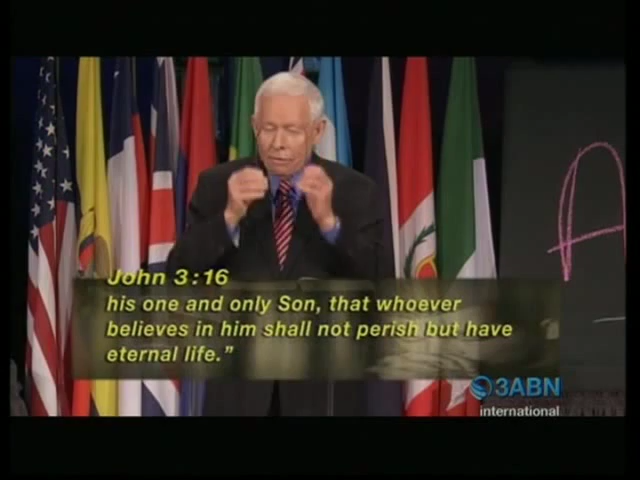 A
John 3:16
his one and only Son, that whoever
believes in him shall not perish but have
eternal life.”
3ABN
international